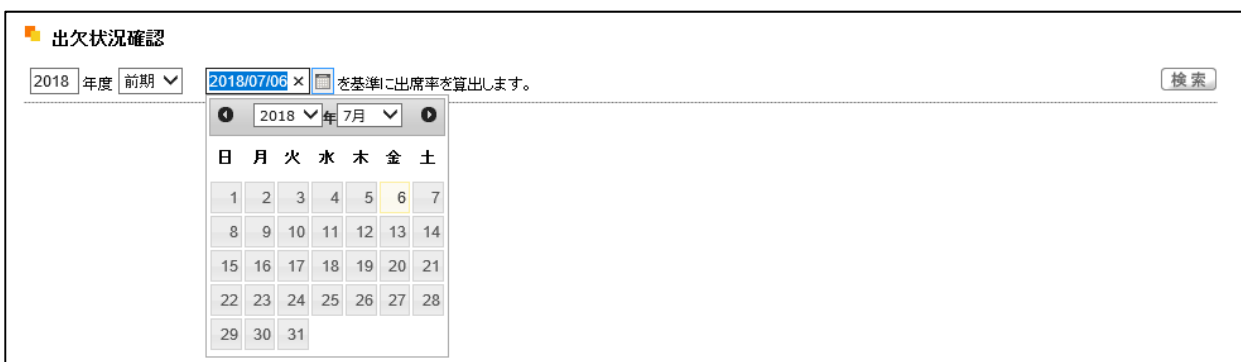 出欠状況確認
2018 年度 前期 2018/07/06 × を基準に出席率を算出します。 検索
2018 年 7月
日 月 火 水 木 金 土
1 2 3 4 5 6 7
8 9 10 11 12 13 14
15 16 17 18 19 20 21
22 23 24 25 26 27 28
29 30 31